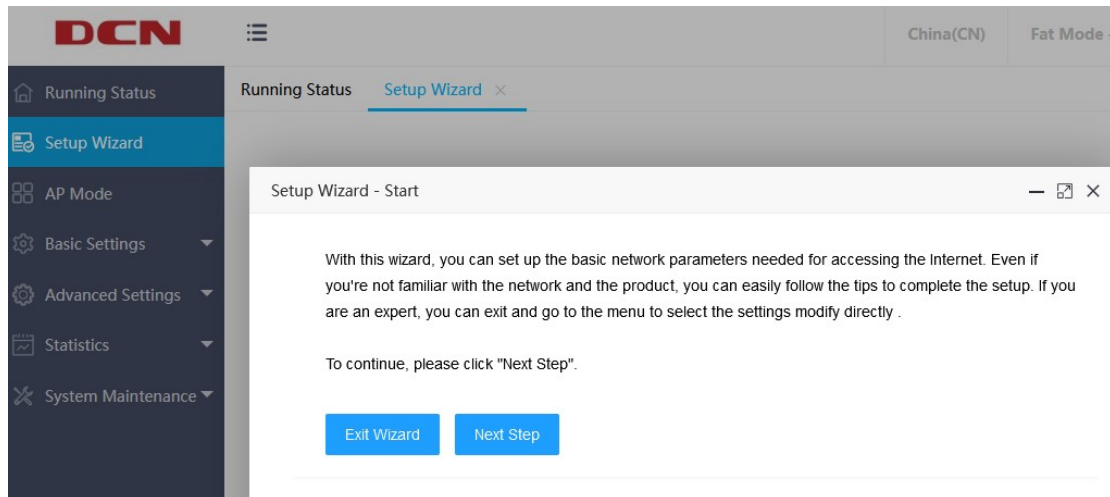 DCN
China(CN)
Fat Mode -
Running Status
Setup Wizard
AP Mode
Basic Settings
Advanced Settings
Statistics
System Maintenance
Running Status
Setup Wizard
Setup Wizard - Start
With this wizard, you can set up the basic network parameters needed for accessing the Internet. Even if
you're not familiar with the network and the product, you can easily follow the tips to complete the setup. If you
are an expert, you can exit and go to the menu to select the settings modify directly .
To continue, please click "Next Step".
Exit Wizard
Next Step